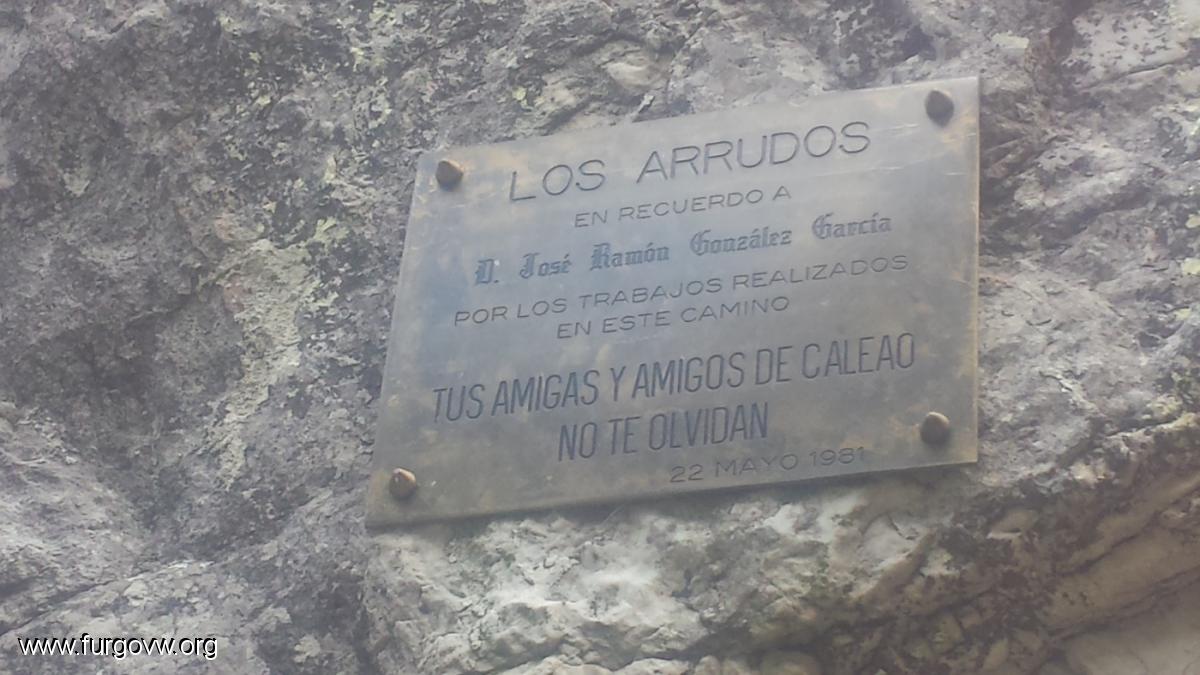 LOS ARRUDOS
EN RECUERDO A
D. José Ramón González García
POR LOS TRABAJOS REALIZADOS
EN ESTE CAMINO
TUS AMIGAS Y AMIGOS DE CALEAO
NO TE OLVIDAN
22 MAYO 1981
www.furgovw.org